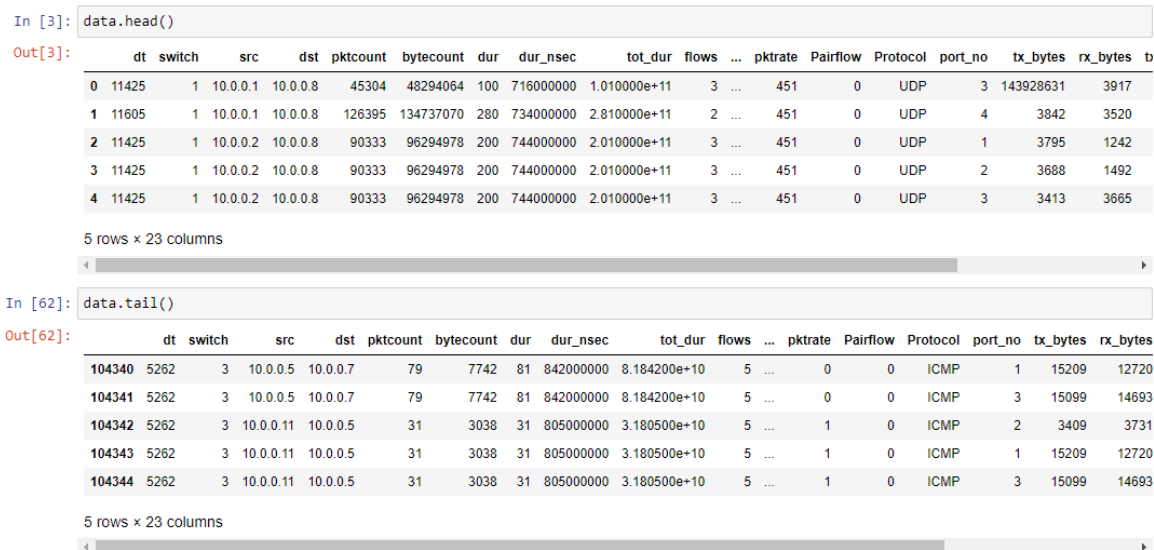 In [3]: data.head()
Out[3]:
dt switch src dst pktcount bytecount dur dur_nsec tot_dur flows ... pktrate Pairflow Protocol port_no tx_bytes rx_bytes
0 11425 1 10.0.0.1 10.0.0.8 45304 48294064 100 716000000 1.010000e+11 3 ... 451 0 UDP 3 143928631 3917
1 11605 1 10.0.0.1 10.0.0.8 126395 134737070 280 734000000 2.810000e+11 2 ... 451 0 UDP 4 3842 3520
2 11425 1 10.0.0.2 10.0.0.8 90333 96294978 200 744000000 2.010000e+11 3 ... 451 0 UDP 1 3795 1242
3 11425 1 10.0.0.2 10.0.0.8 90333 96294978 200 744000000 2.010000e+11 3 ... 451 0 UDP 2 3688 1492
4 11425 1 10.0.0.2 10.0.0.8 90333 96294978 200 744000000 2.010000e+11 3 ... 451 0 UDP 3 3413 3665
5 rows × 23 columns
In [62]: data.tail()
Out[62]:
dt switch src dst pktcount bytecount dur dur_nsec tot_dur flows ... pktrate Pairflow Protocol port_no tx_bytes rx_bytes
104340 5262 3 10.0.0.5 10.0.0.7 79 7742 81 842000000 8.184200e+10 5 ... 0 0 ICMP 1 15209 12720
104341 5262 3 10.0.0.5 10.0.0.7 79 7742 81 842000000 8.184200e+10 5 ... 0 0 ICMP 3 15099 14693
104342 5262 3 10.0.0.11 10.0.0.5 31 3038 31 805000000 3.180500e+10 5 ... 1 0 ICMP 2 3409 3731
104343 5262 3 10.0.0.11 10.0.0.5 31 3038 31 805000000 3.180500e+10 5 ... 1 0 ICMP 1 15209 12720
104344 5262 3 10.0.0.11 10.0.0.5 31 3038 31 805000000 3.180500e+10 5 ... 1 0 ICMP 3 15099 14693
5 rows × 23 columns